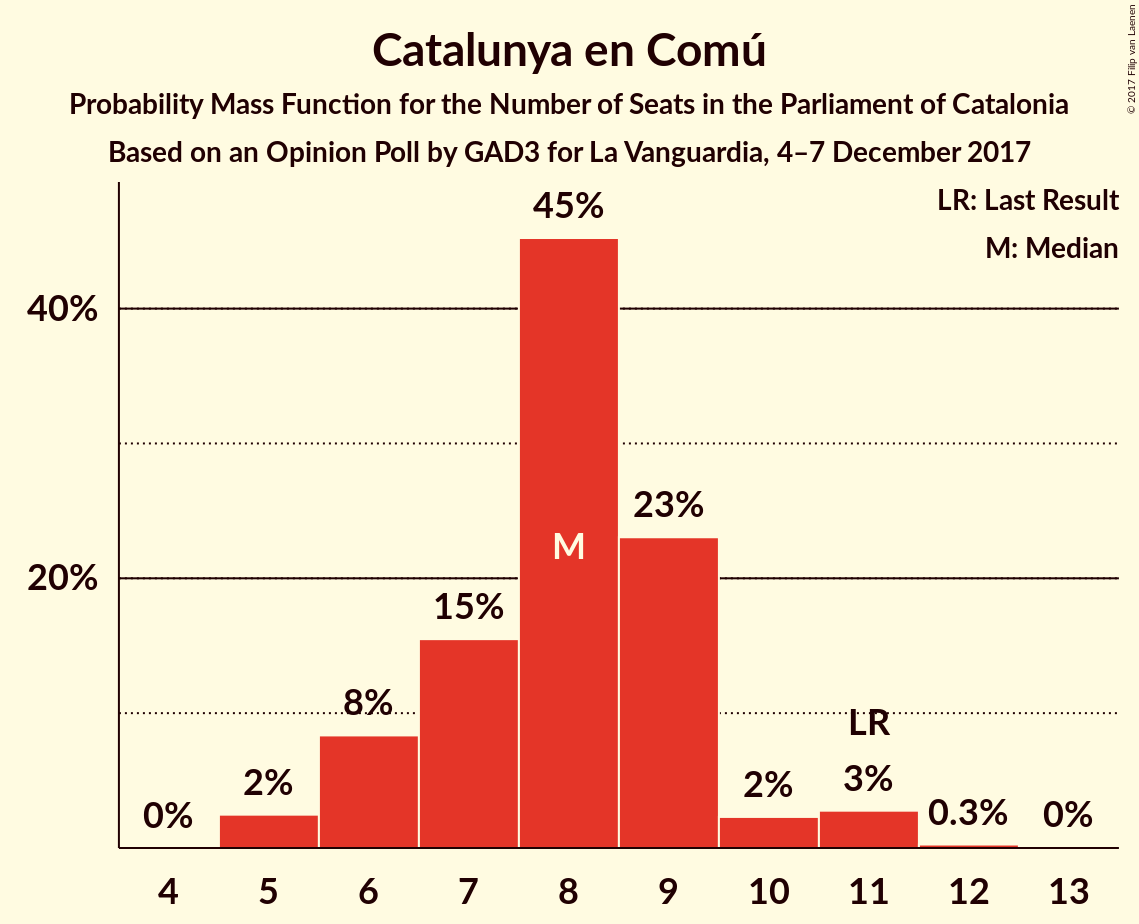 Catalunya en Comú
Probability Mass Function for the Number of Seats in the Parliament of Catalonia
Based on an Opinion Poll by GAD3 for La Vanguardia, 4–7 December 2017
© 2017 Filip van Laenen
LR: Last Result
M: Median
40%
20%
0%
2%
8%
15%
45%
M
23%
2%
LR
3%
0.3%
0%
4 5 6 7 8 9 10 11 12 13